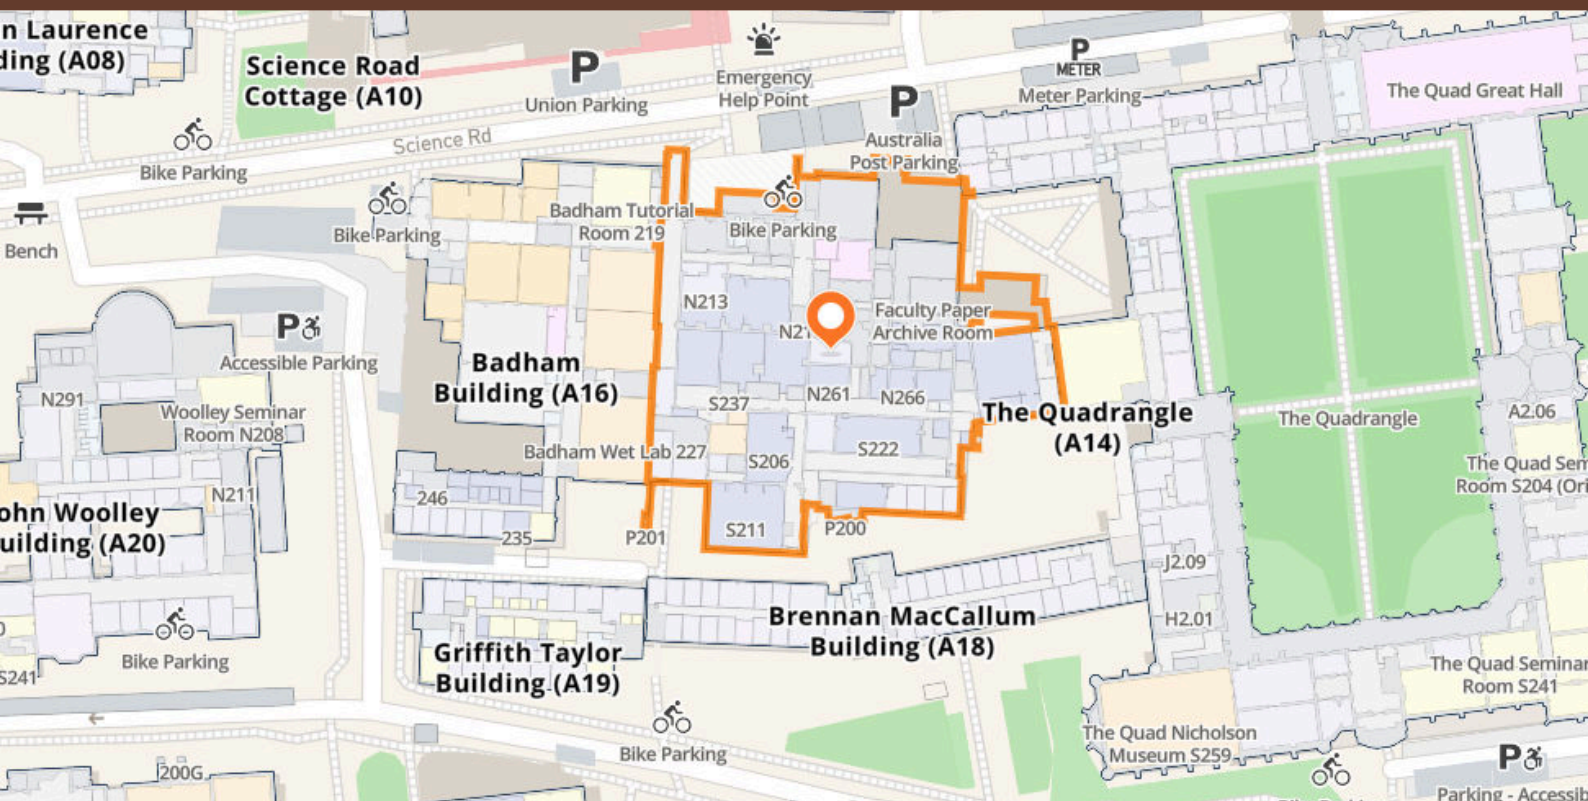 n Laurence
ding (A08)
Science Road
Cottage (A10)
P
Union Parking
Emergency
Help Point
P
METER
Meter Parking
The Quad Great Hall
P
Australia
Post Parking
Science Rd
Bike Parking
Bench
Bike Parking
Badham Tutorial
Room 219
Bike Parking
N213
N21
Faculty Paper
Archive Room
P
Accessible Parking
Badham
Building (A16)
N291
Woolley Seminar
Room N208
S237
N261
N266
The Quadrangle
(A14)
The Quadrangle
A2.06
Badham Wet Lab 227
S206
S222
The Quad Sem
Room S204 (Ori
N211
246
235
ohn Woolley
uilding (A20)
P201
S211
P200
J2.09
H2.01
Brennan MacCallum
Building (A18)
Griffith Taylor
Building (A19)
0
Bike Parking
S241
The Quad Seminar
Room S241
The Quad Nicholson
Museum S259
Bike Parking
200G
P
Parking - Accessib